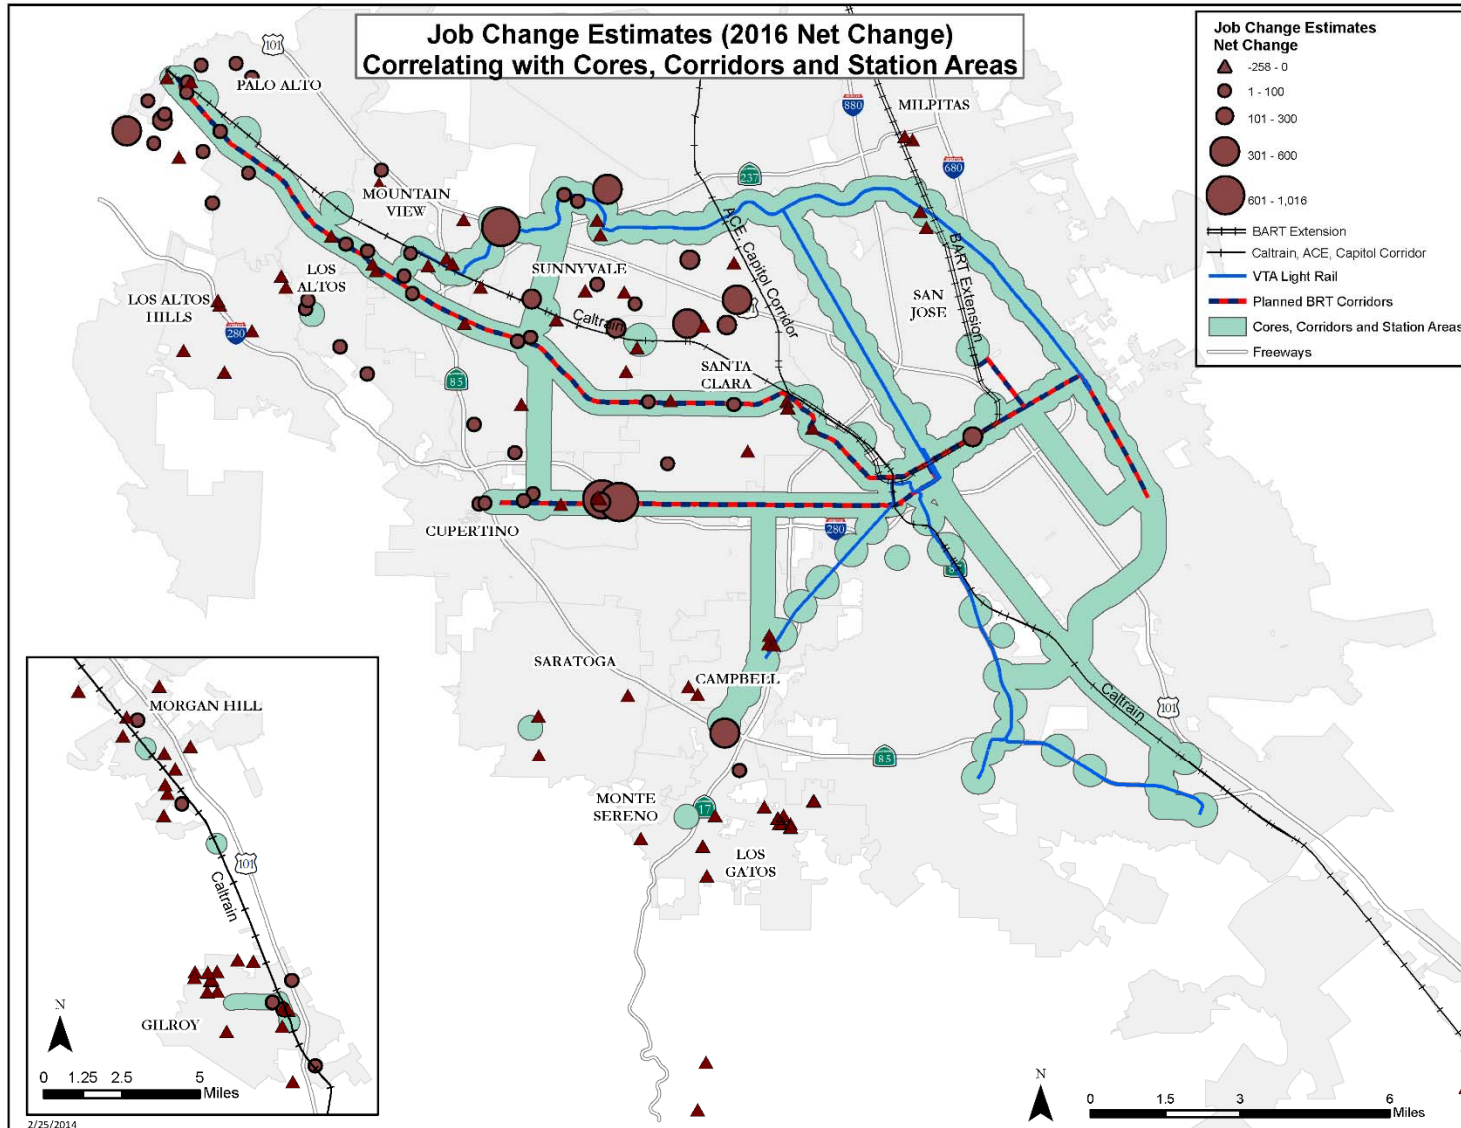 Job Change Estimates (2016 Net Change)
Correlating with Cores, Corridors and Station Areas
Job Change Estimates
Net Change
-258 - 0
1 - 100
101 - 300
301 - 600
601 - 1,016
BART Extension
Caltrain, ACE, Capitol Corridor
VTA Light Rail
Planned BRT Corridors
Cores, Corridors and Station Areas
Freeways
101
PALO ALTO
880
MILPITAS
680
237
MOUNTAIN
VIEW
ACE, Capitol Corridor
BART Extension
SUNNYVALE
LOS
ALTOS
LOS ALTOS
HILLS
280
Caltrain
SAN
JOSE
SANTA
CLARA
85
CUPERTINO
280
SARATOGA
CAMPBELL
Caltrain
101
85
MONTE
SERENO
17
LOS
GATOS
MORGAN HILL
101
Caltrain
GILROY
N
0 1.25 2.5 5
Miles
N
0 1.5 3 6
Miles
2/25/2014